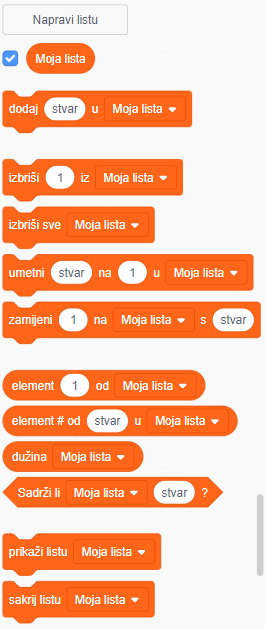 Napravi listu
Moja lista
dodaj stvar u Moja lista
izbriši 1 iz Moja lista
izbriši sve Moja lista
umetni stvar na 1 u Moja lista
zamijeni 1 na Moja lista s stvar
element 1 od Moja lista
element # od stvar u Moja lista
dužina Moja lista
Sadrži li Moja lista stvar ?
prikaži listu Moja lista
sakrij listu Moja lista